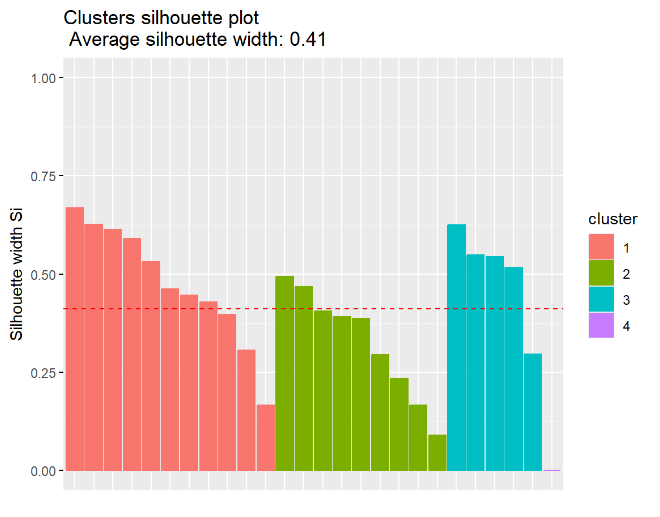 Clusters silhouette plot
Average silhouette width: 0.41
1.00
0.75
0.50
0.25
0.00
Silhouette width Si
cluster
1
2
3
4